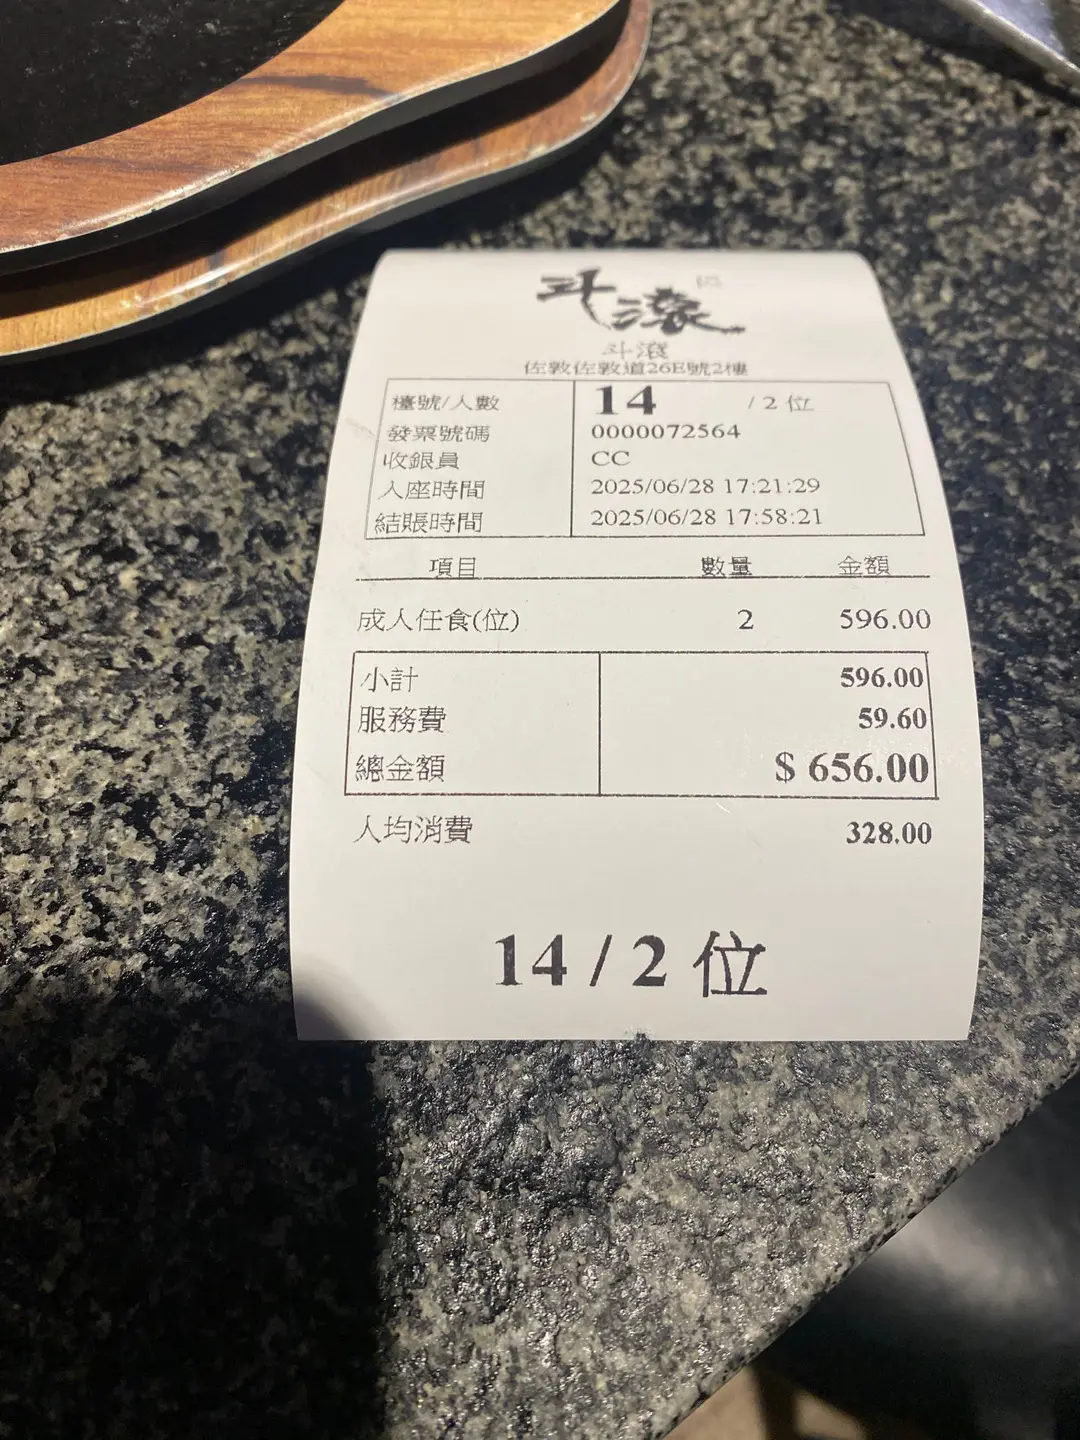 斗滾
斗滾
佐敦佐敦道26E號2樓
檯號/人數 14 / 2 位
發票號碼 0000072564
收銀員 CC
入座時間 2025/06/28 17:21:29
結賬時間 2025/06/28 17:58:21
項目 數量 金額
成人任食(位) 2 596.00
小計 596.00
服務費 59.60
總金額 $ 656.00
人均消費 328.00
14 / 2 位